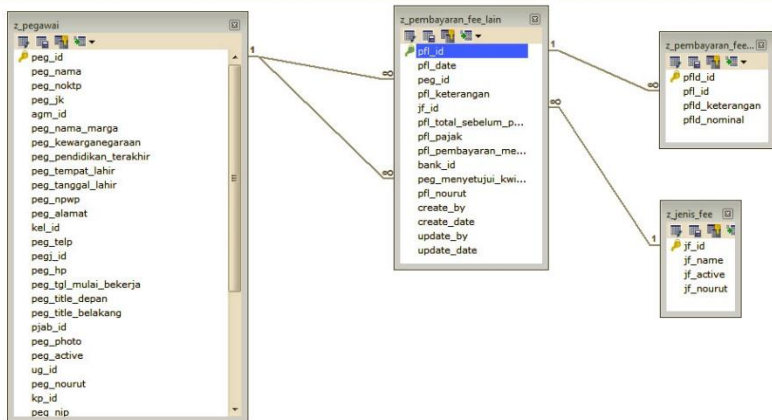 z_pegawai
peg_id
peg_nama
peg_noktp
peg_jk
agm_id
peg_nama_marga
peg_kewarganegaraan
peg_pendidikan_terakhir
peg_tempat_lahir
peg_tanggal_lahir
peg_npwp
peg_alamat
kel_id
peg_telp
pegj_id
peg_hp
peg_tgl_mulai_bekerja
peg_title_depan
peg_title_belakang
pjab_id
peg_photo
peg_active
ug_id
peg_nourut
kp_id
peg_nip
1
∞
∞
z_pembayaran_fee_lain
pfl_id
pfl_date
peg_id
pfl_keterangan
jf_id
pfl_total_sebelum_p...
pfl_pajak
pfl_pembayaran_me...
bank_id
peg_menyetujui_kwi...
pfl_nourut
create_by
create_date
update_by
update_date
1
∞
∞
1
z_pembayaran_fee...
pfld_id
pfl_id
pfld_keterangan
pfld_nominal
z_jenis_fee
jf_id
jf_name
jf_active
jf_nourut